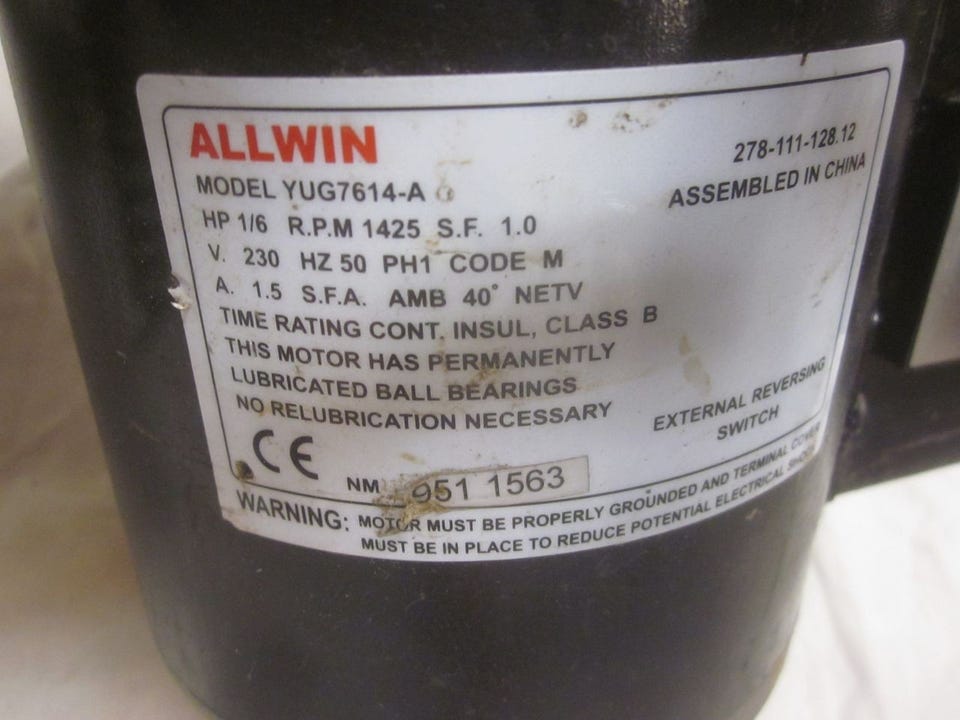 ALLWIN
278-111-128.12
MODEL YUG7614-A
ASSEMBLED IN CHINA
HP 1/6 R.P.M 1425 S.F. 1.0
V. 230 HZ 50 PH1 CODE M
A. 1.5 S.F.A. AMB 40° NETV
TIME RATING CONT. INSUL, CLASS B
THIS MOTOR HAS PERMANENTLY
LUBRICATED BALL BEARINGS
NO RELUBRICATION NECESSARY
EXTERNAL REVERSING
SWITCH
CE
NM 951 1563
WARNING: MOTOR MUST BE PROPERLY GROUNDED AND TERMINAL COVER
MUST BE IN PLACE TO REDUCE POTENTIAL ELECTRICAL SHOCK